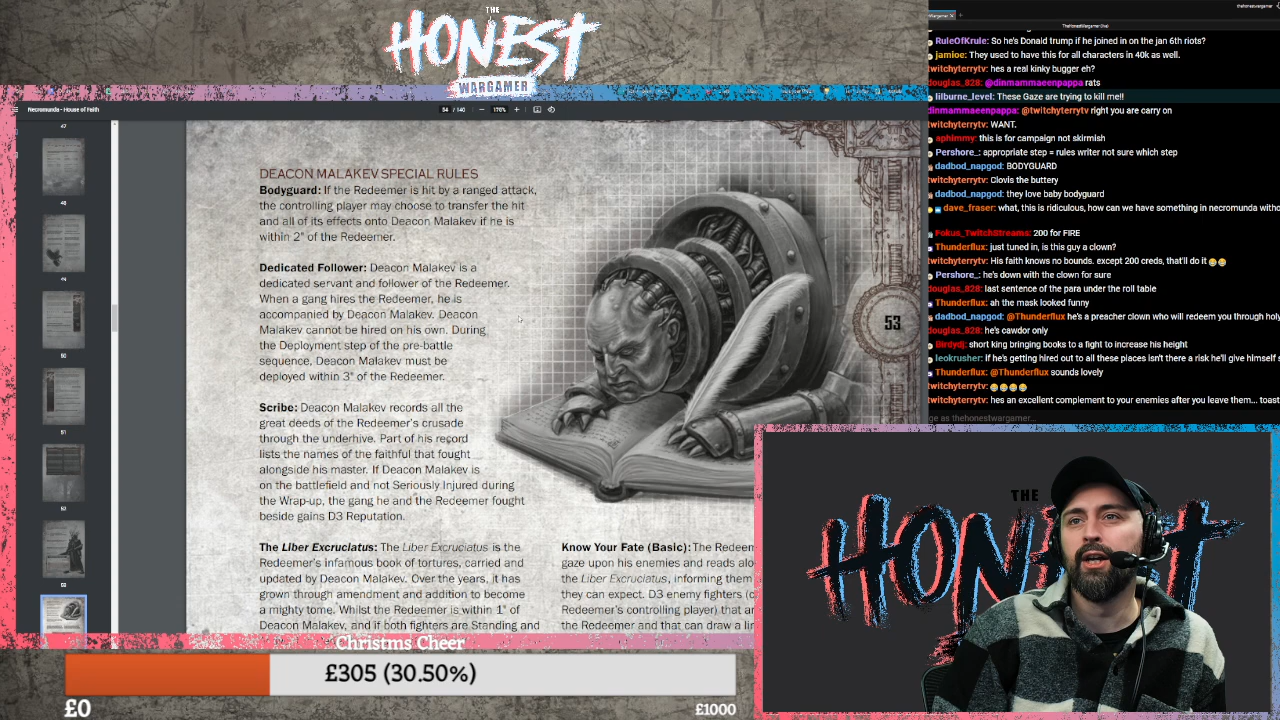 THE
HONEST
WARGAMER
Necromunda - House of Faith
54 / 140
176%
47
48
49
50
51
52
53
DEACON MALAKEV SPECIAL RULES
Bodyguard: If the Redeemer is hit by a ranged attack,
the controlling player may choose to transfer the hit
and all of its effects onto Deacon Malakev if he is
within 2" of the Redeemer.
Dedicated Follower: Deacon Malakev is a
dedicated servant and follower of the Redeemer.
When a gang hires the Redeemer, he is
accompanied by Deacon Malakev. Deacon
Malakev cannot be hired on his own. During
the Deployment step of the pre-battle
sequence, Deacon Malakev must be
deployed within 3" of the Redeemer.
Scribe: Deacon Malakev records all the
great deeds of the Redeemer's crusade
through the underhive. Part of his record
lists the names of the faithful that fought
alongside his master. If Deacon Malakev is
on the battlefield and not Seriously Injured during
the Wrap-up, the gang he and the Redeemer fought
beside gains D3 Reputation.
The Liber Excruciatus: The Liber Excruciatus is the
Redeemer's infamous book of tortures, carried and
updated by Deacon Malakev. Over the years, it has
grown through amendment and addition to become
a mighty tome. Whilst the Redeemer is within 1" of
Deacon Malakev, and if both fighters are Standing and
Know Your Fate (Basic): The Redeem
gaze upon his enemies and reads alo
the Liber Excruciatus, informing them
they can expect. D3 enemy fighters (c
Redeemer's controlling player) that ar
the Redeemer and that can draw a lin
53
thehonestwargamer
RuleOfKrule: So he's Donald trump if he joined in on the jan 6th riots?
jamioe: They used to have this for all characters in 40k as well.
twitchyterrytv: hes a real kinky bugger eh?
douglas_828: @dinmammaeenpappa rats
lilburne_level: These Gaze are trying to kill me!!
dinmammaeenpappa: @twitchyterrytv right you are carry on
twitchyterrytv: WANT.
aphimmy: this is for campaign not skirmish
Pershore_: appropriate step = rules writer not sure which step
dadbod_napgod: BODYGUARD
twitchyterrytv: Clovis the buttery
dadbod_napgod: they love baby bodyguard
dave_fraser: what, this is ridiculous, how can we have something in necromunda witho
Fokus_TwitchStreams: 200 for FIRE
Thunderflux: just tuned in, is this guy a clown?
twitchyterrytv: His faith knows no bounds. except 200 creds, that'll do it 😂😂
Pershore_: he's down with the clown for sure
douglas_828: last sentence of the para under the roll table
Thunderflux: ah the mask looked funny
dadbod_napgod: @Thunderflux he's a preacher clown who will redeem you through holy
douglas_828: he's cawdor only
Birdydj: short king bringing books to a fight to increase his height
leokrusher: if he's getting hired out to all these places isn't there a risk he'll give himself s
Thunderflux: @Thunderflux sounds lovely
twitchyterrytv: 😂😂😂😂
twitchyterrytv: hes an excellent complement to your enemies after you leave them... toast
ge as thehonestwargamer...
THE
HONEST
Christms Cheer
£305 (30.50%)
£0
£1000